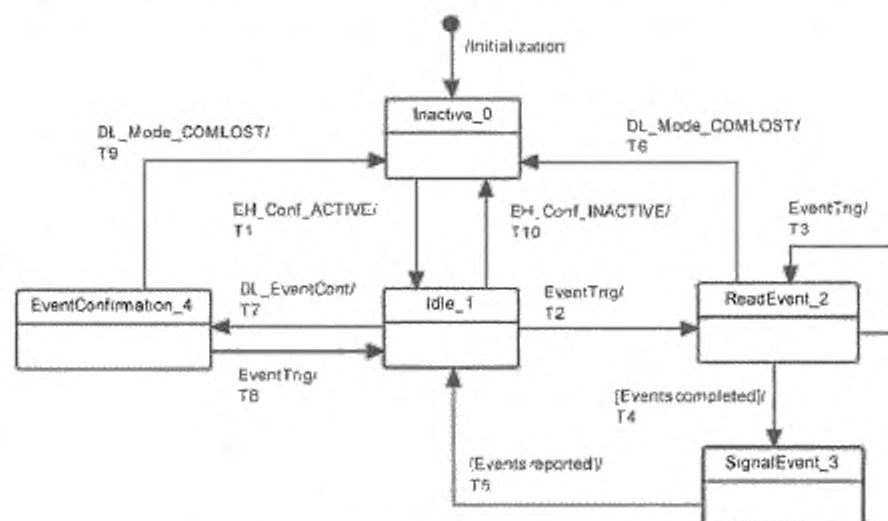 /Initialization
Inactive_0
DL_Mode_COMLOST/
T9
DL_Mode_COMLOST/
T6
EH_Conf_ACTIVE/
T1
EH_Conf_INACTIVE/
T10
EventTrig/
T3
EventConfirmation_4
DL_EventConf/
T7
Idle_1
EventTrig/
T2
ReadEvent_2
EventTrig/
T8
[Events completed]/
T4
[Events reported]/
T5
SignalEvent_3